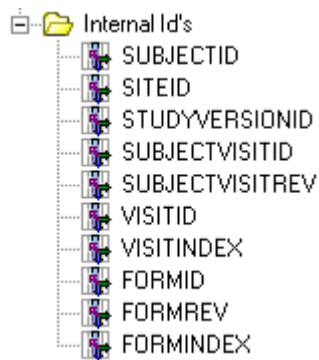 Internal Id's
SUBJECTID
SITEID
STUDYVERSIONID
SUBJECTVISITID
SUBJECTVISITREV
VISITID
VISITINDEX
FORMID
FORMREV
FORMINDEX